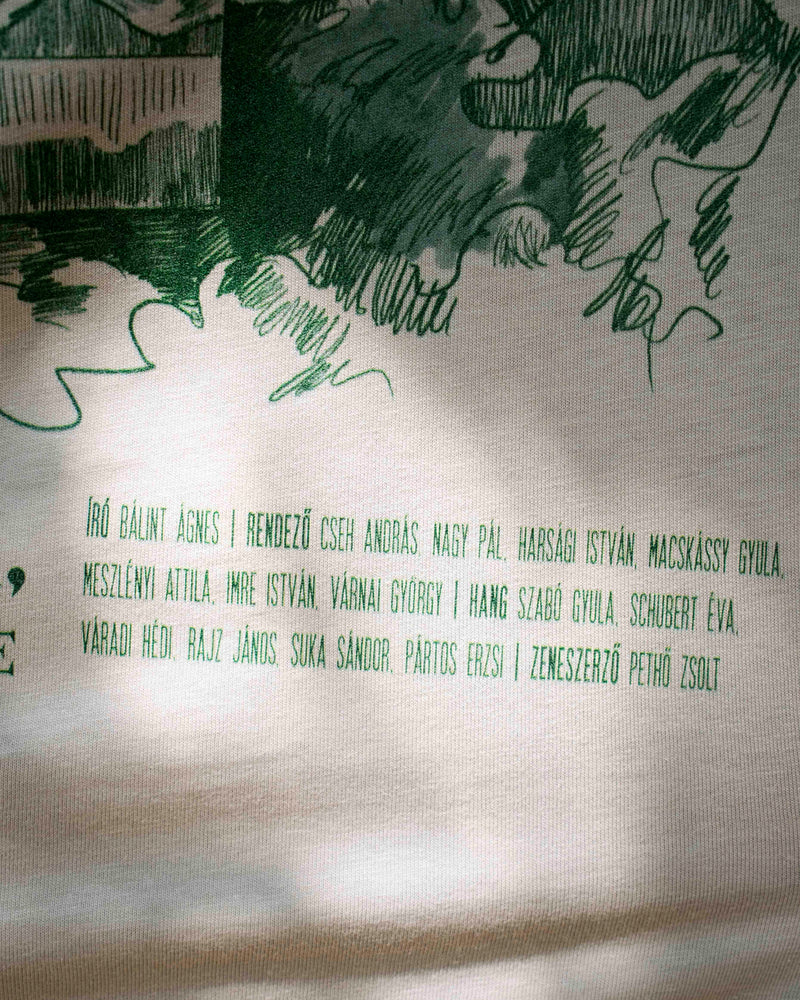 ÍRÓ BÁLINT ÁGNES | RENDEZŐ CSEH ANDRÁS, NAGY PÁL, HARSÁGI ISTVÁN, MACSKÁSSY GYULA,
MESZLÉNYI ATTILA, IMRE ISTVÁN, VÁRNAI GYÖRGY | HANG SZABÓ GYULA, SCHUBERT ÉVA,
VÁRADI HÉDI, RAJZ JÁNOS, SUKA SÁNDOR, PÁRTOS ERZSI | ZENESZERZŐ PETHŐ ZSOLT